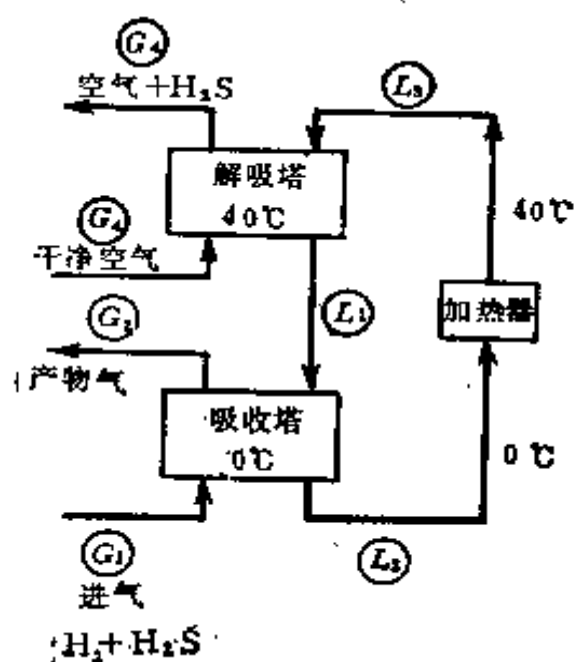 G₄
空气+H₂S
L₃
解吸塔
40℃
40℃
G₄
干净空气
G₂
L₁
加热器
产物气
吸收塔
0℃
0℃
G₁
L₂
进气
H₂+H₂S